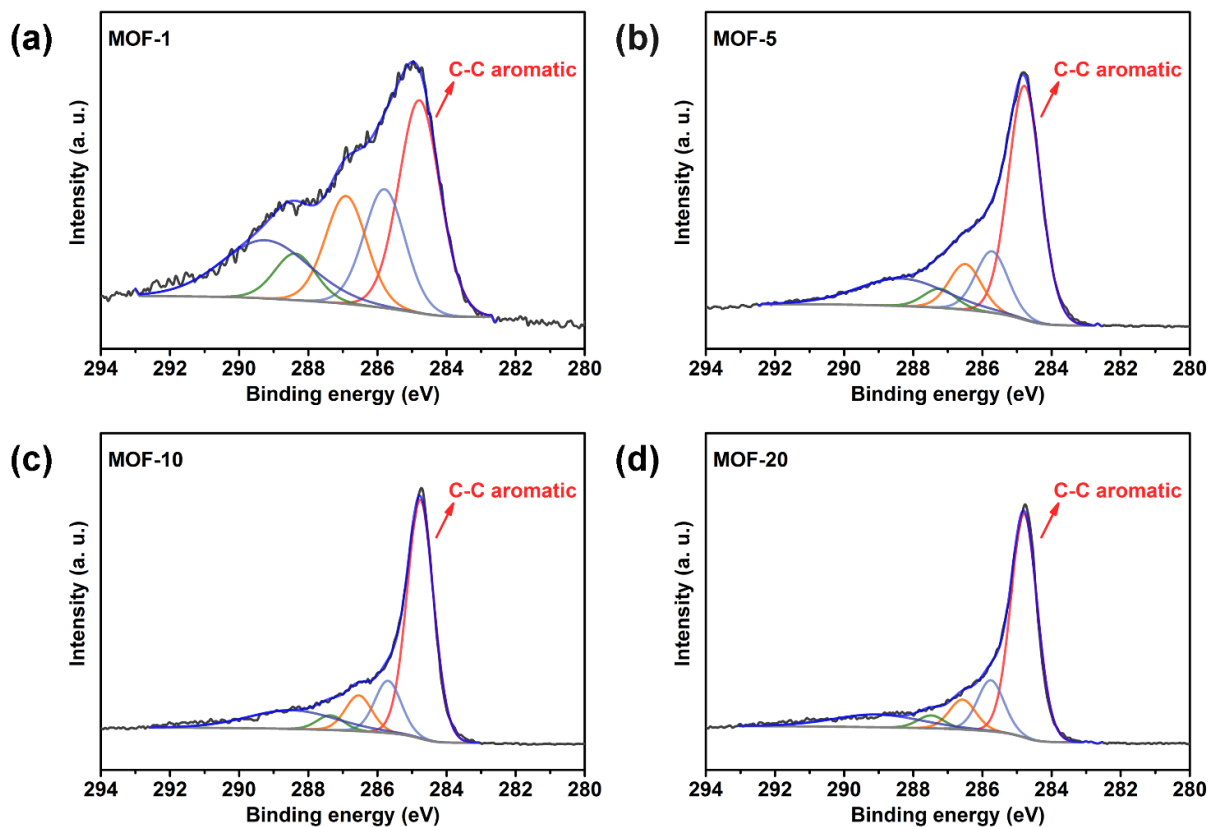 (a)
MOF-1
C-C aromatic
Intensity (a. u.)
294 292 290 288 286 284 282 280
Binding energy (eV)
(b)
MOF-5
C-C aromatic
Intensity (a. u.)
294 292 290 288 286 284 282 280
Binding energy (eV)
(c)
MOF-10
C-C aromatic
Intensity (a. u.)
294 292 290 288 286 284 282 280
Binding energy (eV)
(d)
MOF-20
C-C aromatic
Intensity (a. u.)
294 292 290 288 286 284 282 280
Binding energy (eV)